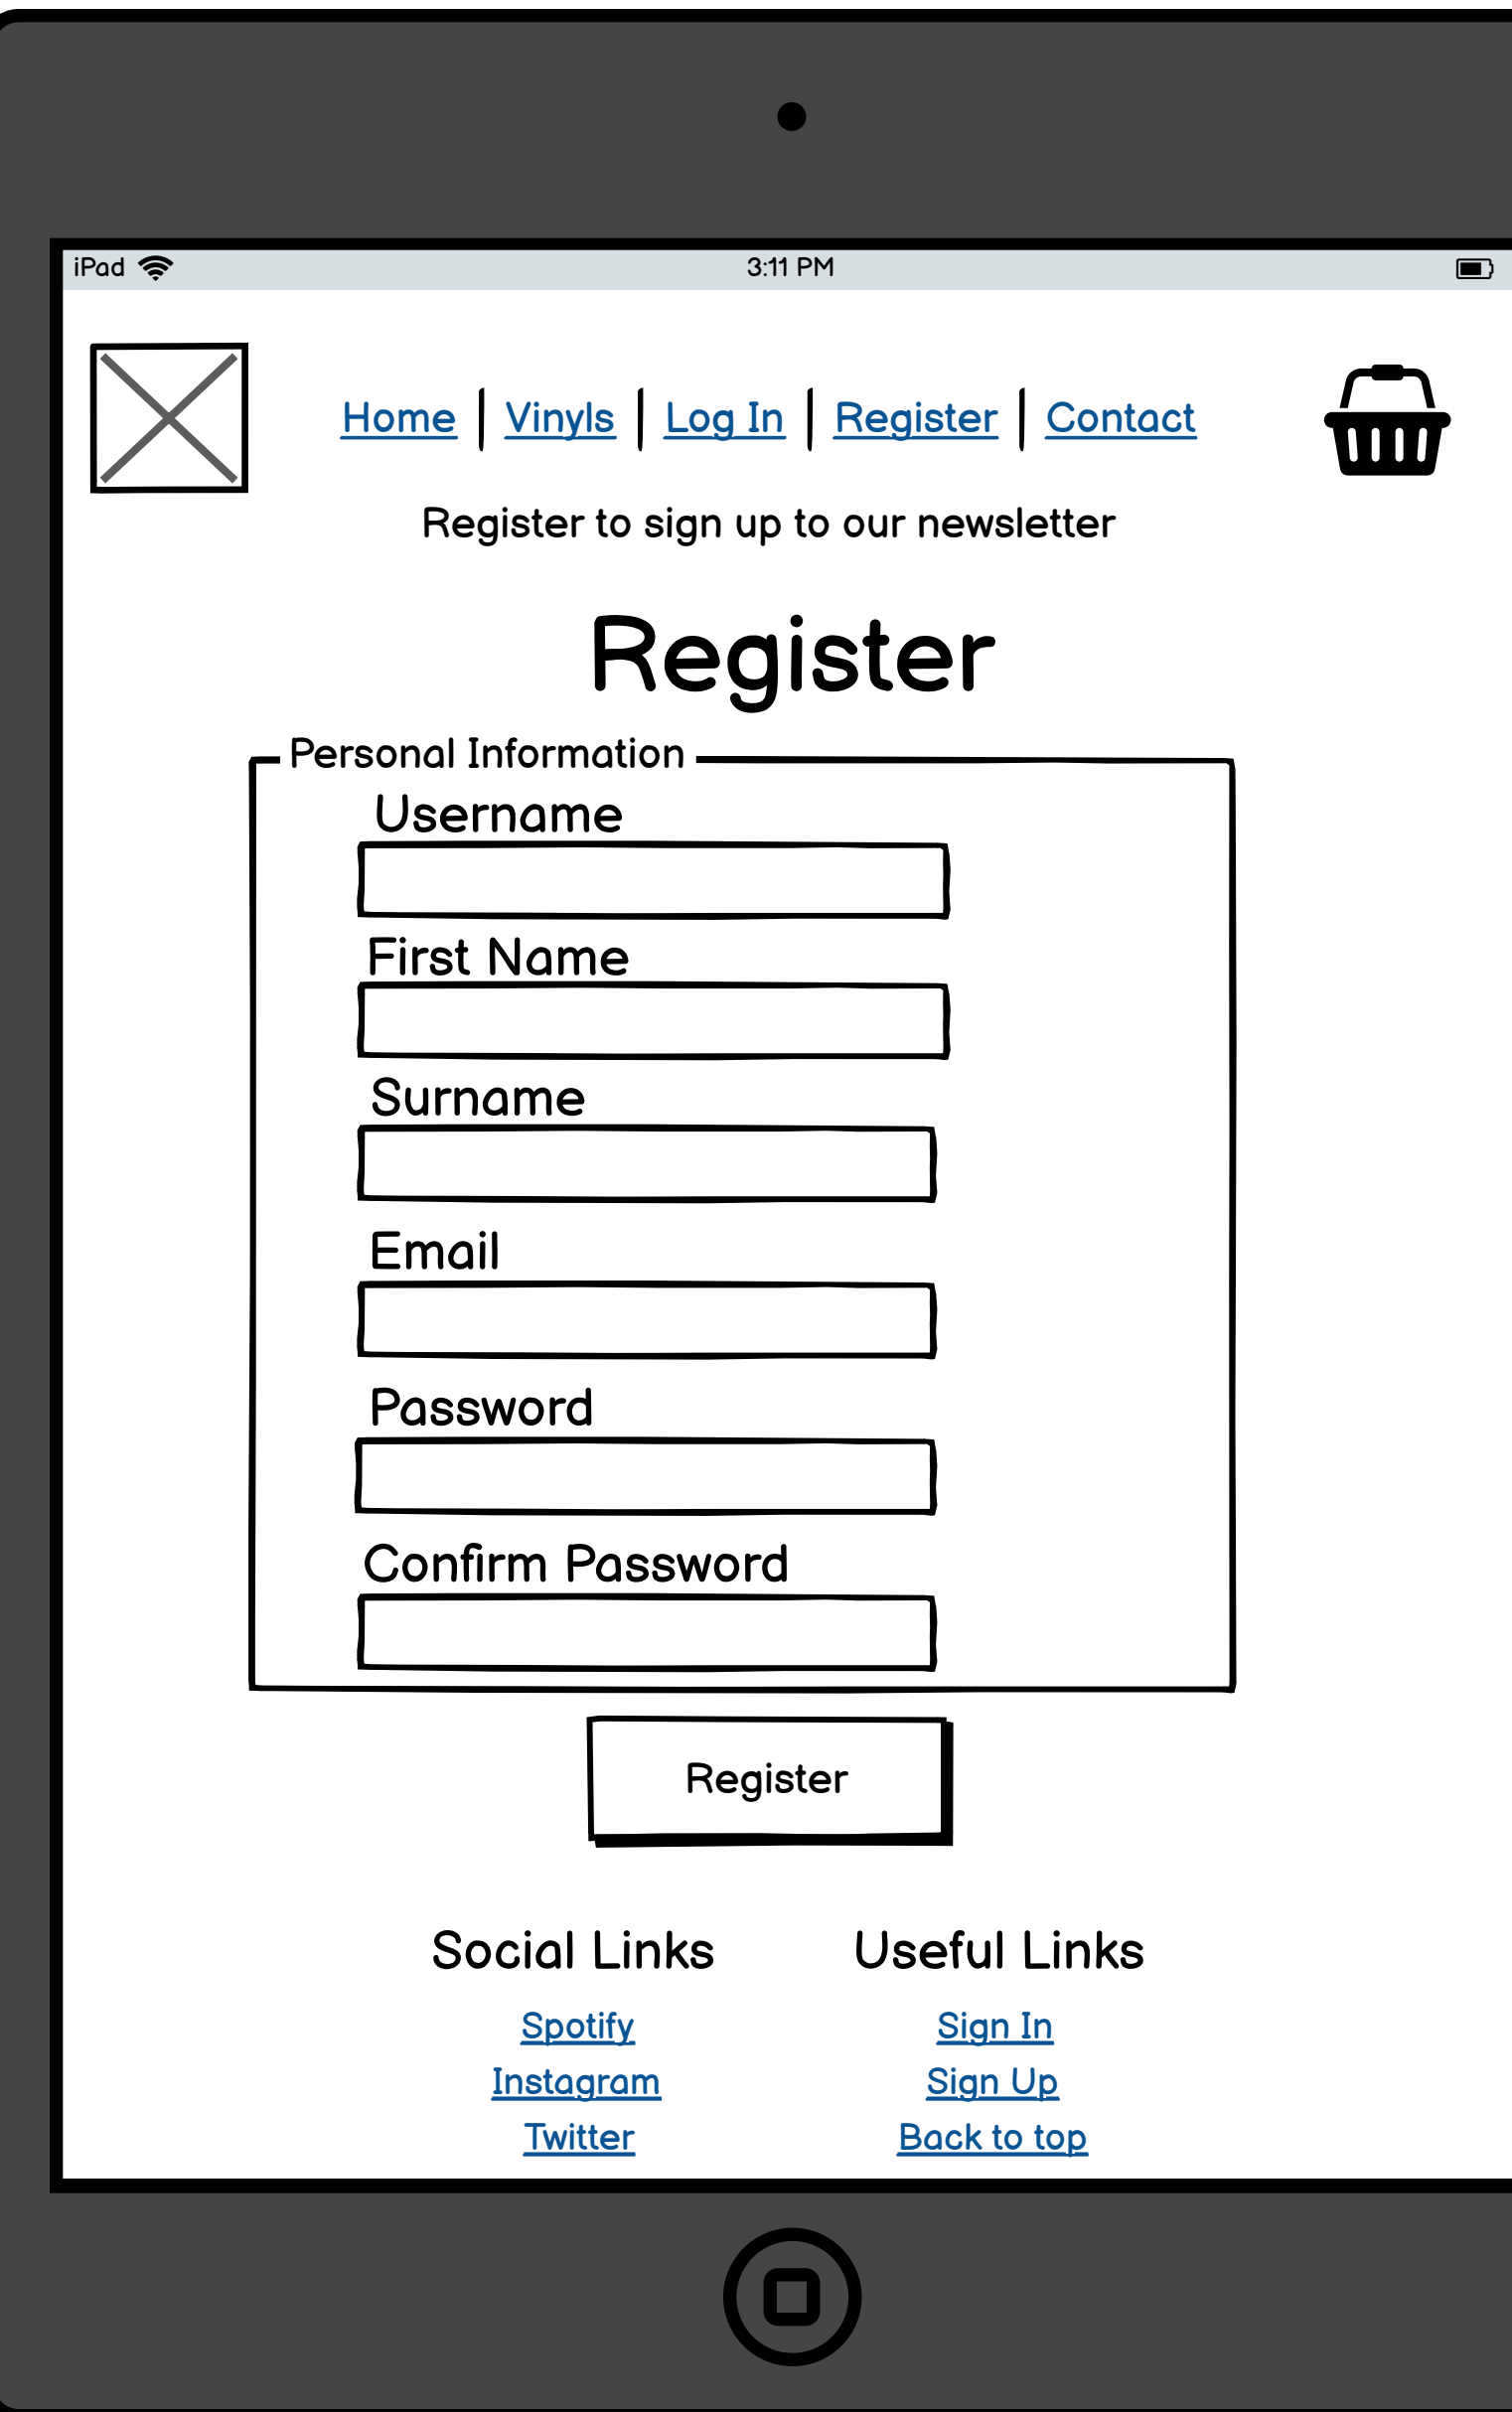 iPad 3:11 PM
Home | Vinyls | Log In | Register | Contact
Register to sign up to our newsletter
Register
Personal Information
Username
First Name
Surname
Email
Password
Confirm Password
Register
Social Links Useful Links
Spotify Sign In
Instagram Sign Up
Twitter Back to top